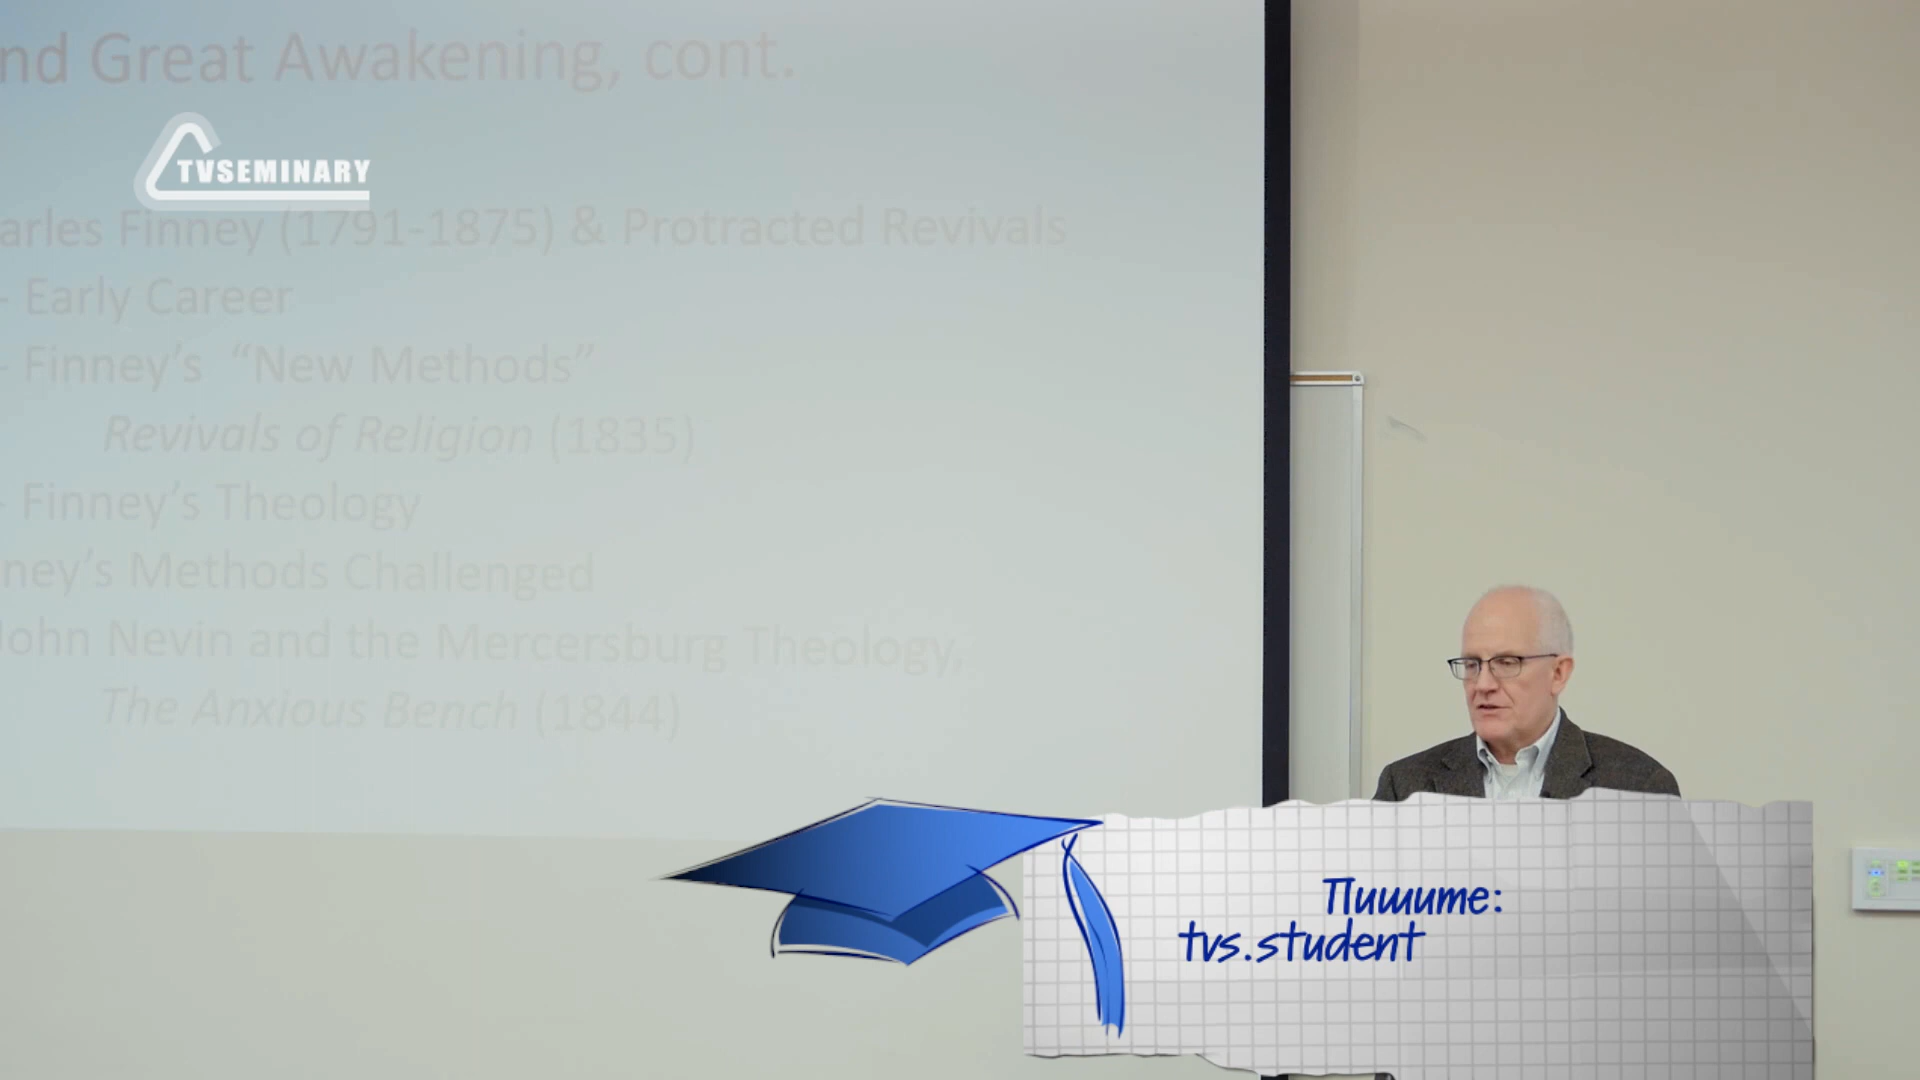 nd Great Awakening, cont.
TVSEMINARY
arles Finney (1791-1875) & Protracted Revivals
- Early Career
- Finney's "New Methods"
Revivals of Religion (1835)
- Finney's Theology
ney's Methods Challenged
John Nevin and the Mercersburg Theology,
The Anxious Bench (1844)
Пишите:
tvs.student